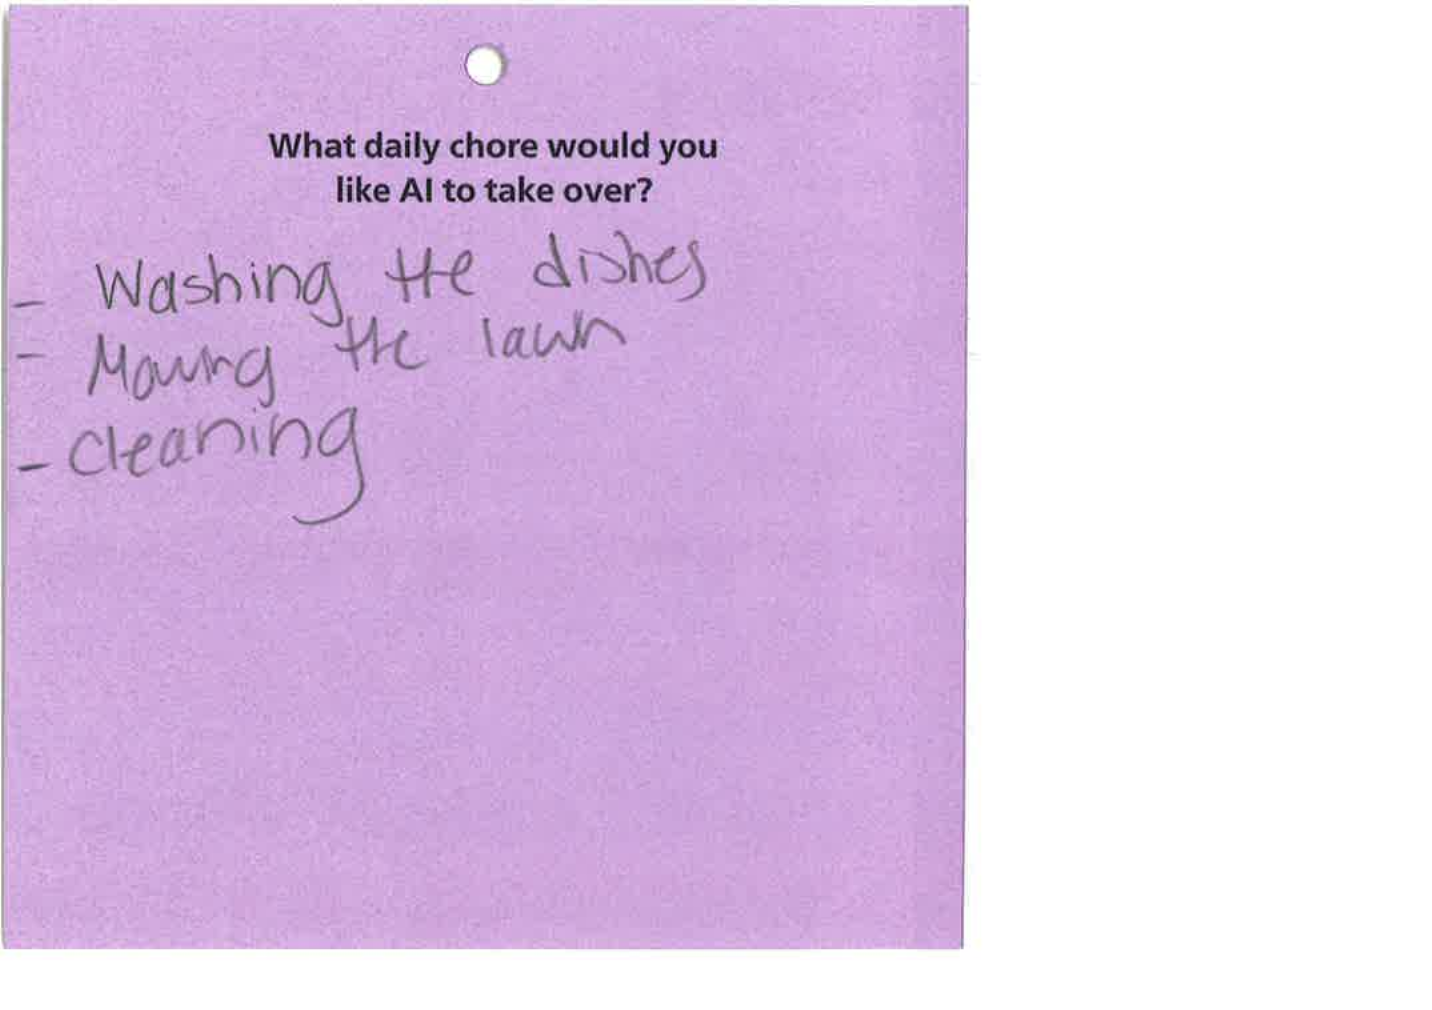 What daily chore would you
like AI to take over?
- Washing the dishes
- Mowing the lawn
- cleaning